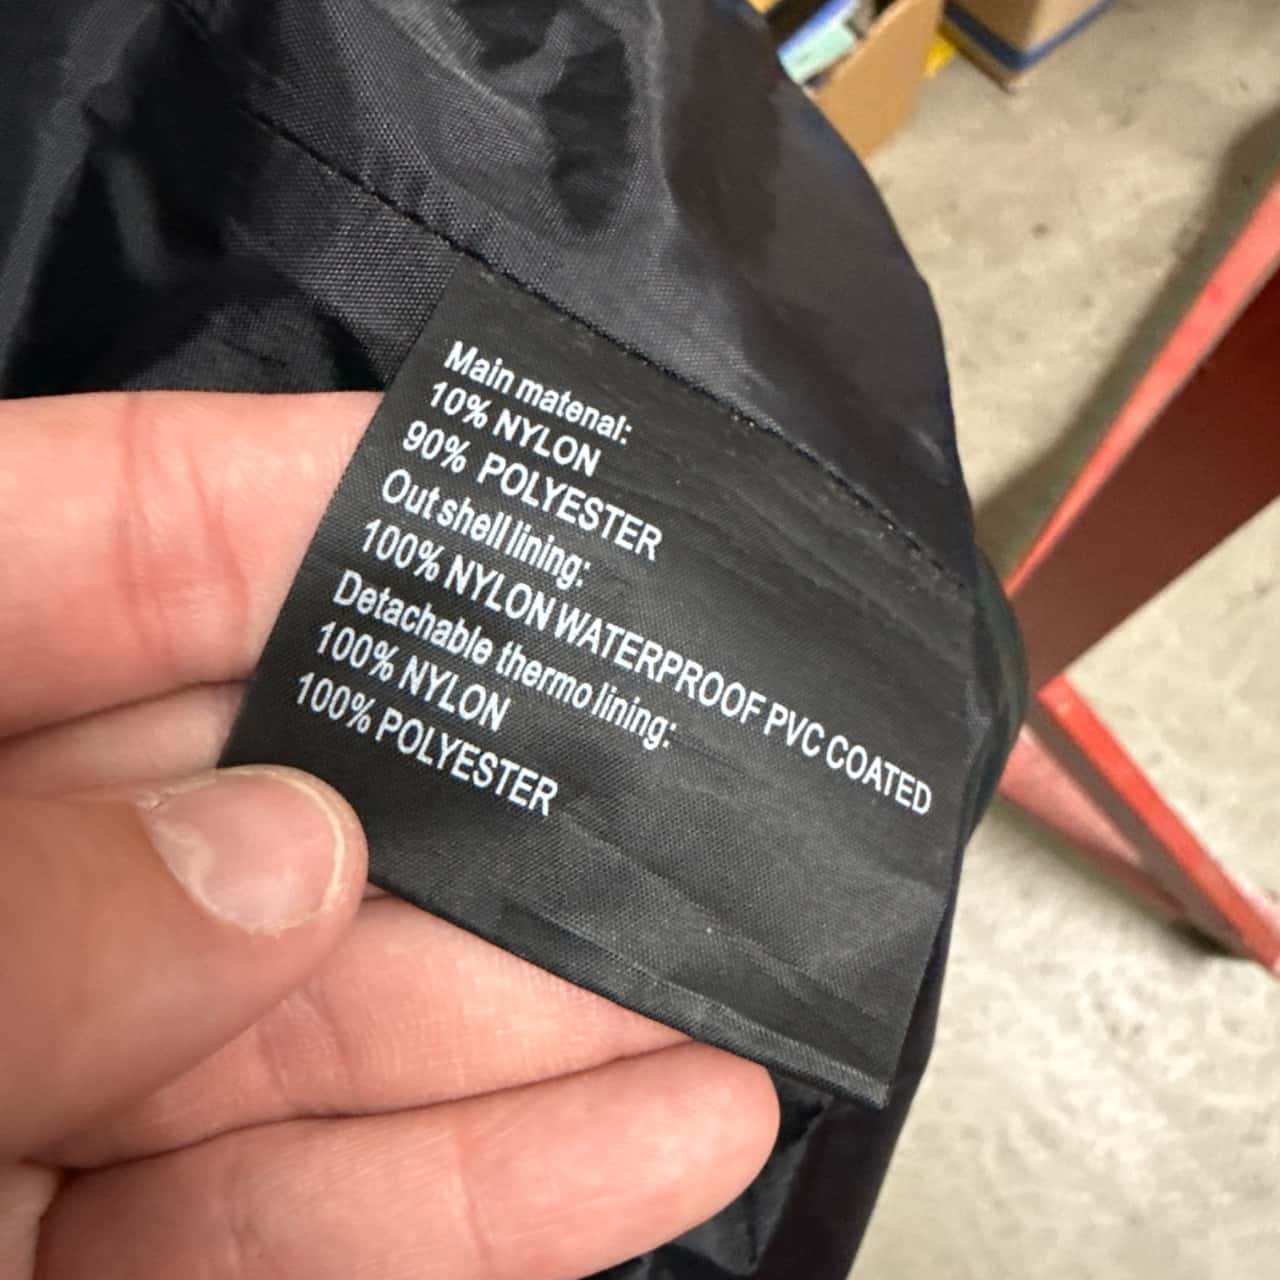 Main matenal:
10% NYLON
90% POLYESTER
Out shell lining:
100% NYLON WATERPROOF PVC COATED
Detachable thermo lining:
100% NYLON
100% POLYESTER